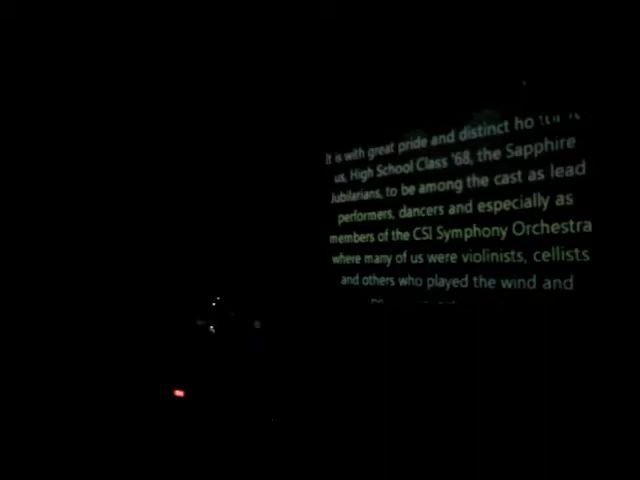 It is with great pride and distinct
us, High School Class '68, the Sapphire
Jubilarians, to be among the cast as lead
performers, dancers and especially as
members of the CSI Symphony Orchestra
where many of us were violinists, cellists
and others who played the wind and